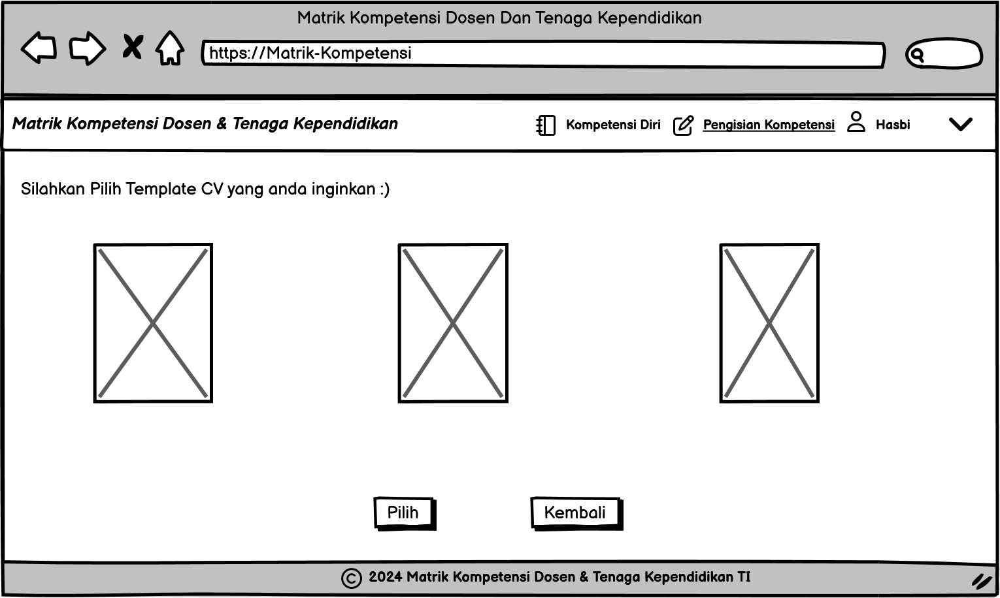 Matrik Kompetensi Dosen Dan Tenaga Kependidikan
https://Matrik-Kompetensi
Matrik Kompetensi Dosen & Tenaga Kependidikan
Kompetensi Diri
Pengisian Kompetensi
Hasbi
Silahkan Pilih Template CV yang anda inginkan :)
Pilih
Kembali
© 2024 Matrik Kompetensi Dosen & Tenaga Kependidikan TI